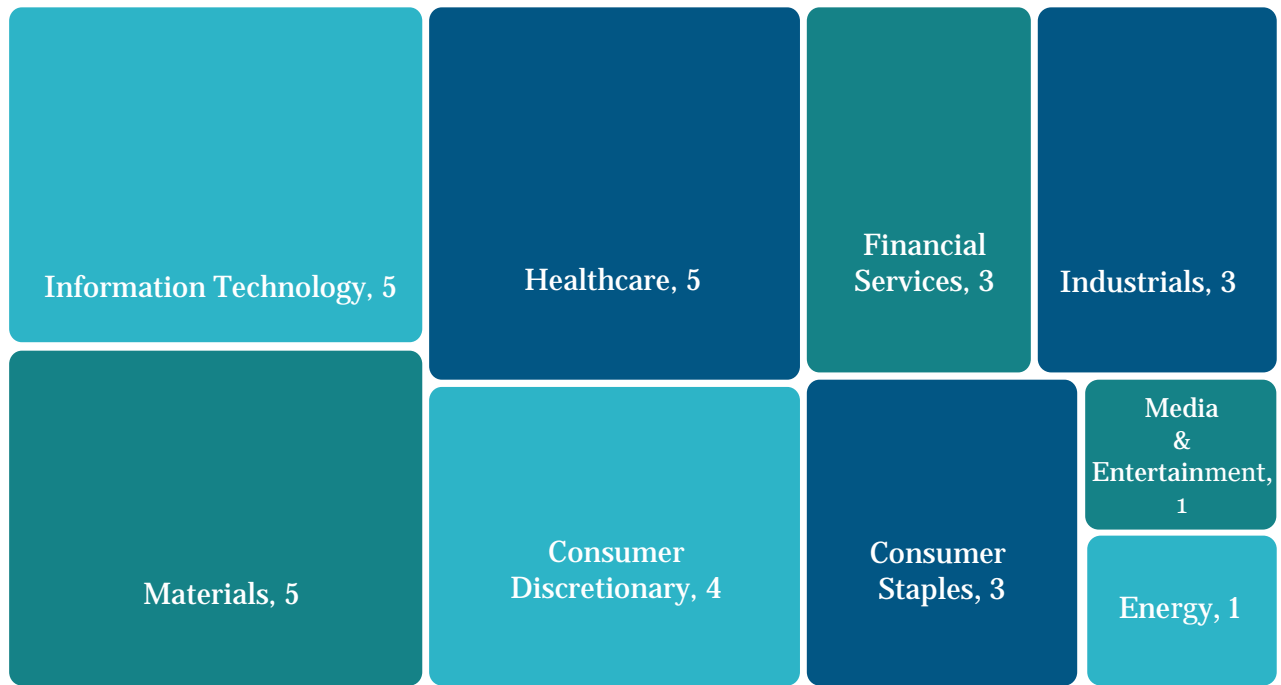 Information Technology, 5
Healthcare, 5
Financial
Services, 3
Industrials, 3
Materials, 5
Consumer
Discretionary, 4
Consumer
Staples, 3
Media
&
Entertainment,
1
Energy, 1